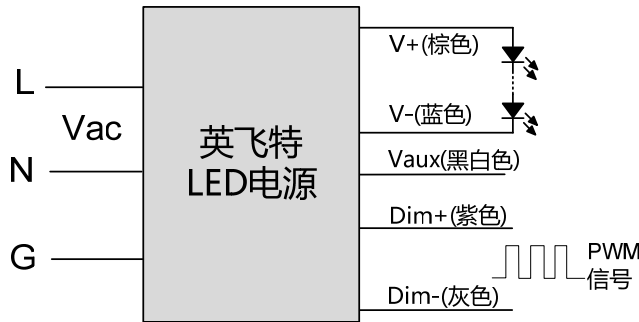 L
Vac
N
G
英飞特
LED电源
V+(棕色)
V-(蓝色)
Vaux(黑白色)
Dim+(紫色)
PWM
信号
Dim-(灰色)